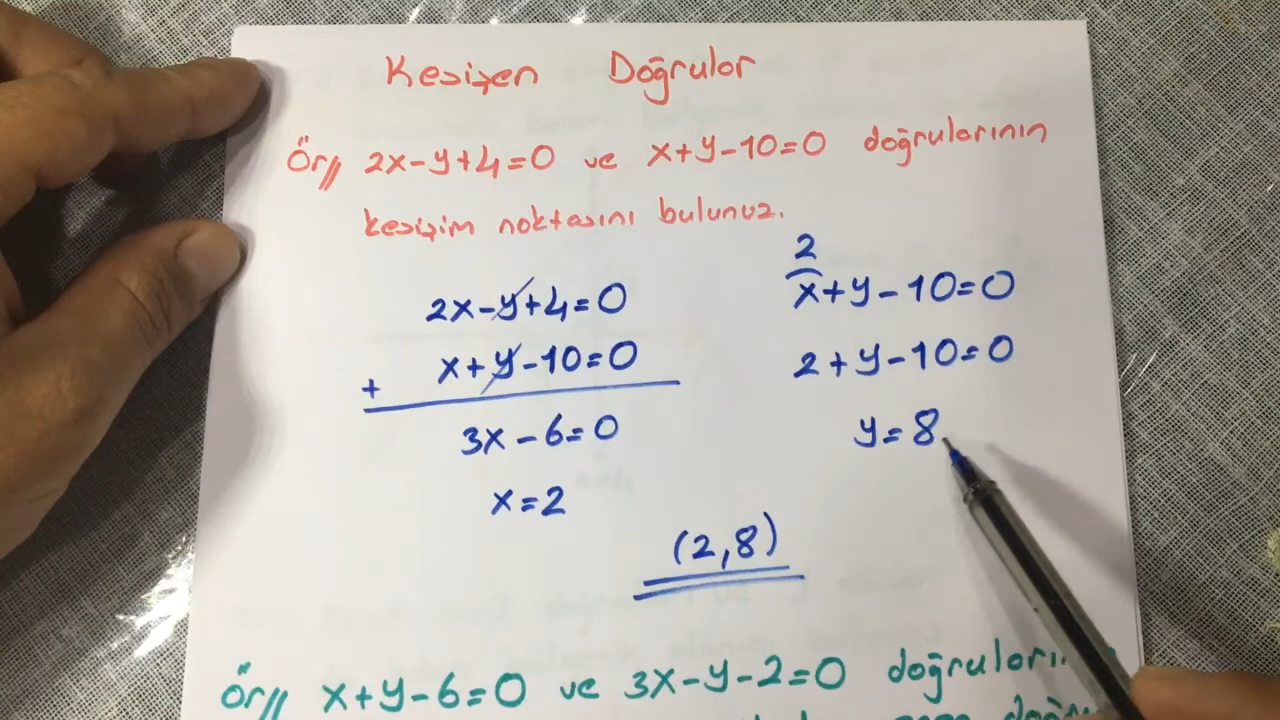 Kesişen Doğrular
Ör// 2x-y+4=0 ve x+y-10=0 doğrularının
kesişim noktasını bulunuz.
2x-y+4=0
+ x+y-10=0
3x-6=0
x=2
2
x+y-10=0
2+y-10=0
y=8
(2,8)
Ör// x+y-6=0 ve 3x-y-2=0